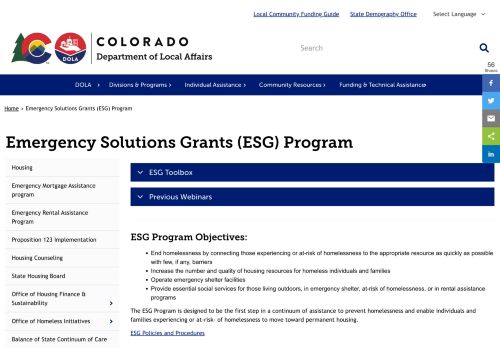 Local Community Funding Guide State Demography Office Select Language
COLORADO
Department of Local Affairs
DOLA
Search
56
Shares
DOLA Divisions & Programs Individual Assistance Community Resources Funding & Technical Assistance
Home > Emergency Solutions Grants (ESG) Program
Emergency Solutions Grants (ESG) Program
Housing
Emergency Mortgage Assistance
program
Emergency Rental Assistance
Program
Proposition 123 Implementation
Housing Counseling
State Housing Board
Office of Housing Finance &
Sustainability
Office of Homeless Initiatives
Balance of State Continuum of Care
ESG Toolbox
Previous Webinars
ESG Program Objectives:
End homelessness by connecting those experiencing or at-risk of homelessness to the appropriate resource as quickly as possible
with few, if any, barriers
Increase the number and quality of housing resources for homeless individuals and families
Operate emergency shelter facilities
Provide essential social services for those living outdoors, in emergency shelter, at-risk of homelessness, or in rental assistance
programs
The ESG Program is designed to be the first step in a continuum of assistance to prevent homelessness and enable individuals and
families experiencing or at-risk- of homelessness to move toward permanent housing.
ESG Policies and Procedures